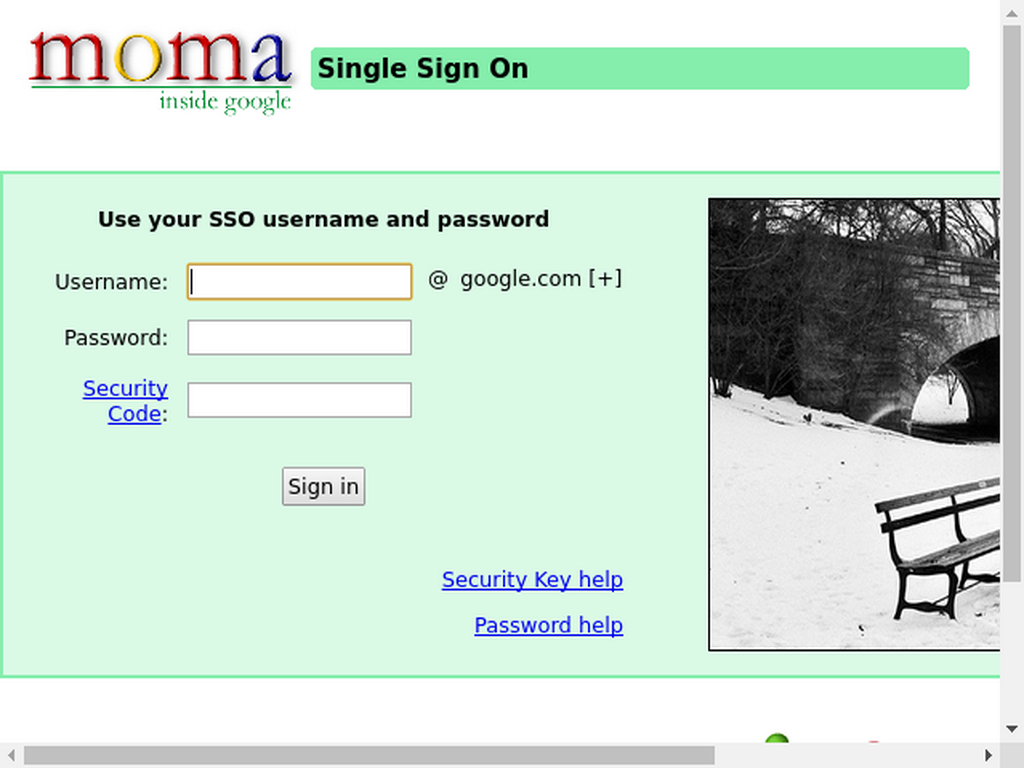 moma
inside google
Single Sign On
Use your SSO username and password
Username:
@ google.com [+]
Password:
Security
Code:
Sign in
Security Key help
Password help